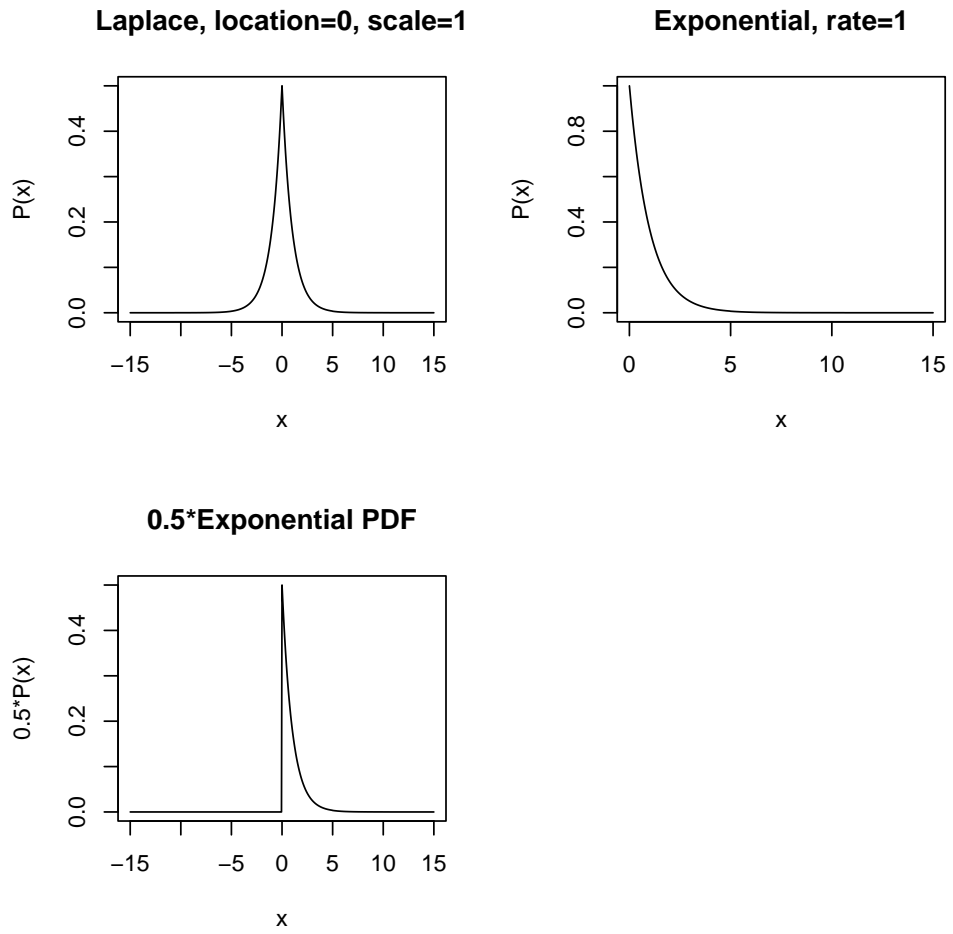 Laplace, location=0, scale=1
P(x)
0.4
0.2
0.0
−15 −5 0 5 10 15
x
Exponential, rate=1
P(x)
0.8
0.4
0.0
0 5 10 15
x
0.5*Exponential PDF
0.5*P(x)
0.4
0.2
0.0
−15 −5 0 5 10 15
x